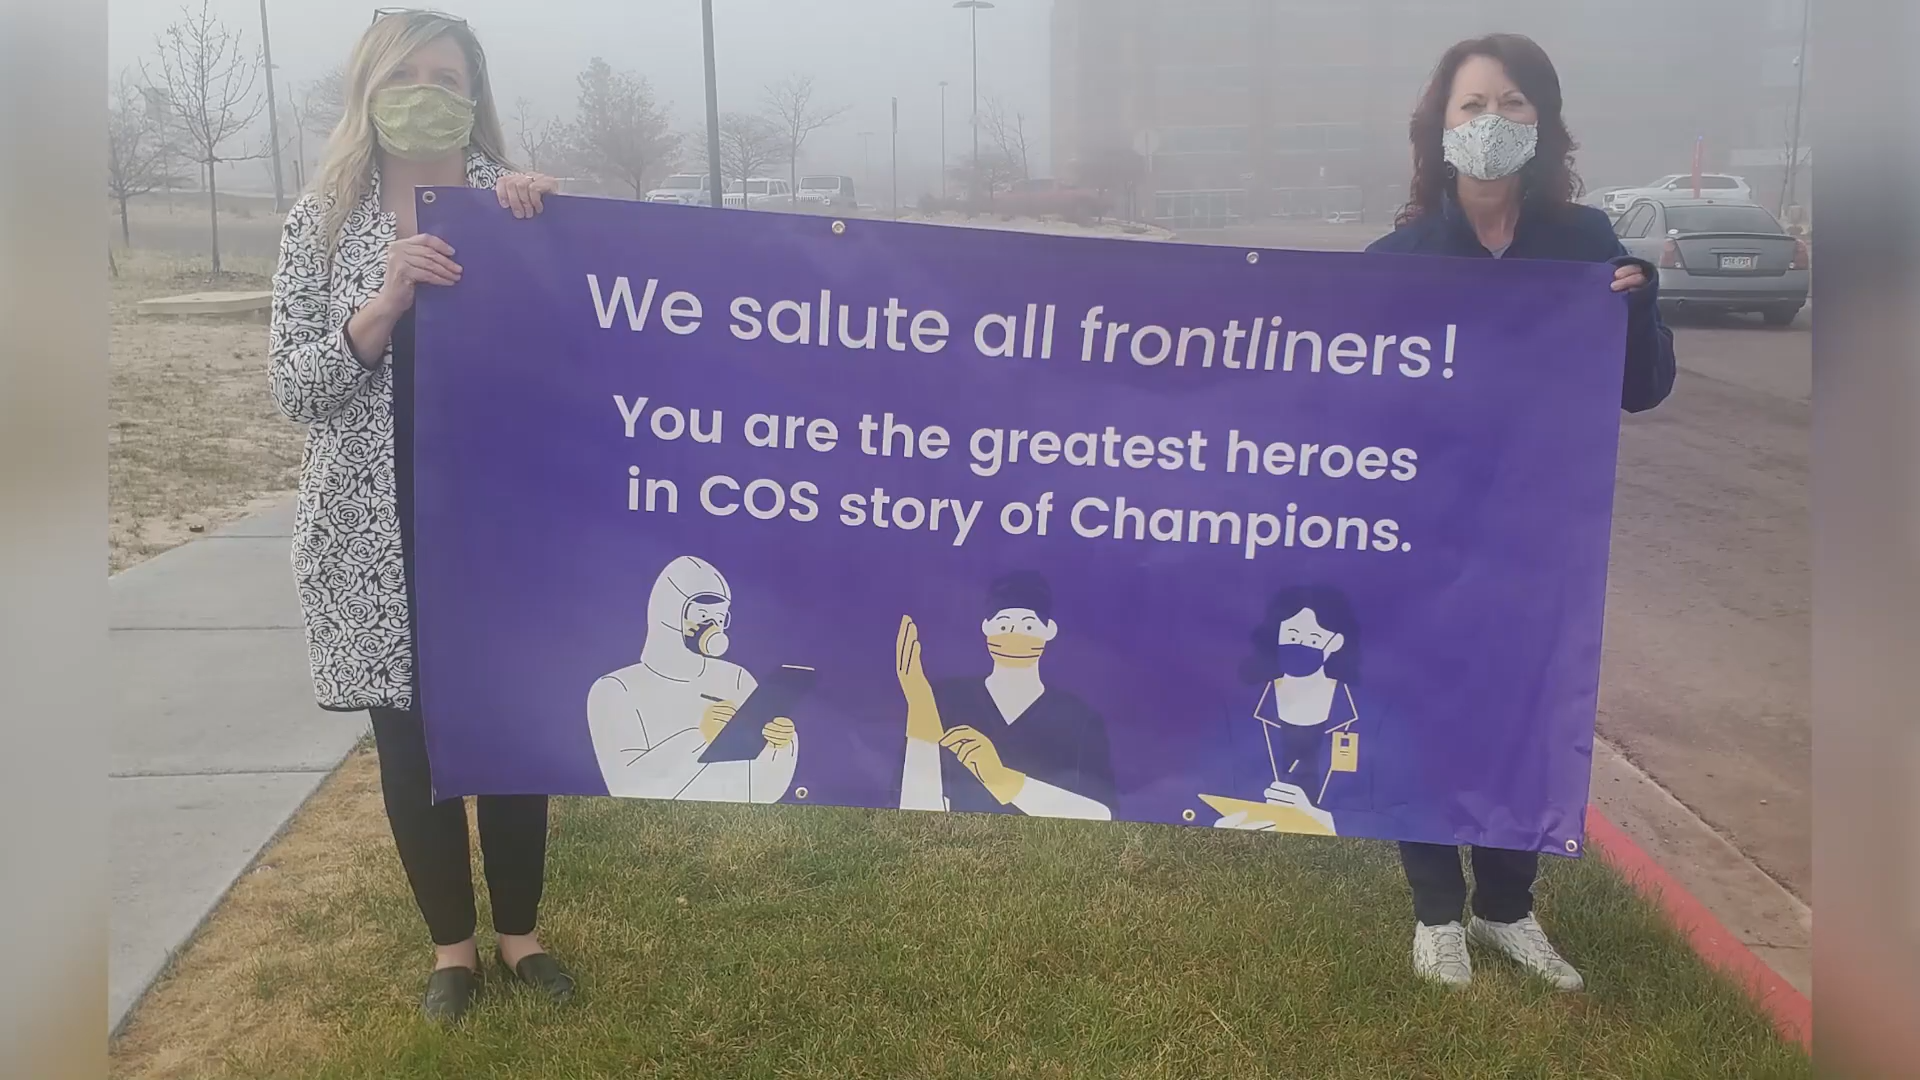 We salute all frontliners!
You are the greatest heroes
in COS story of Champions.